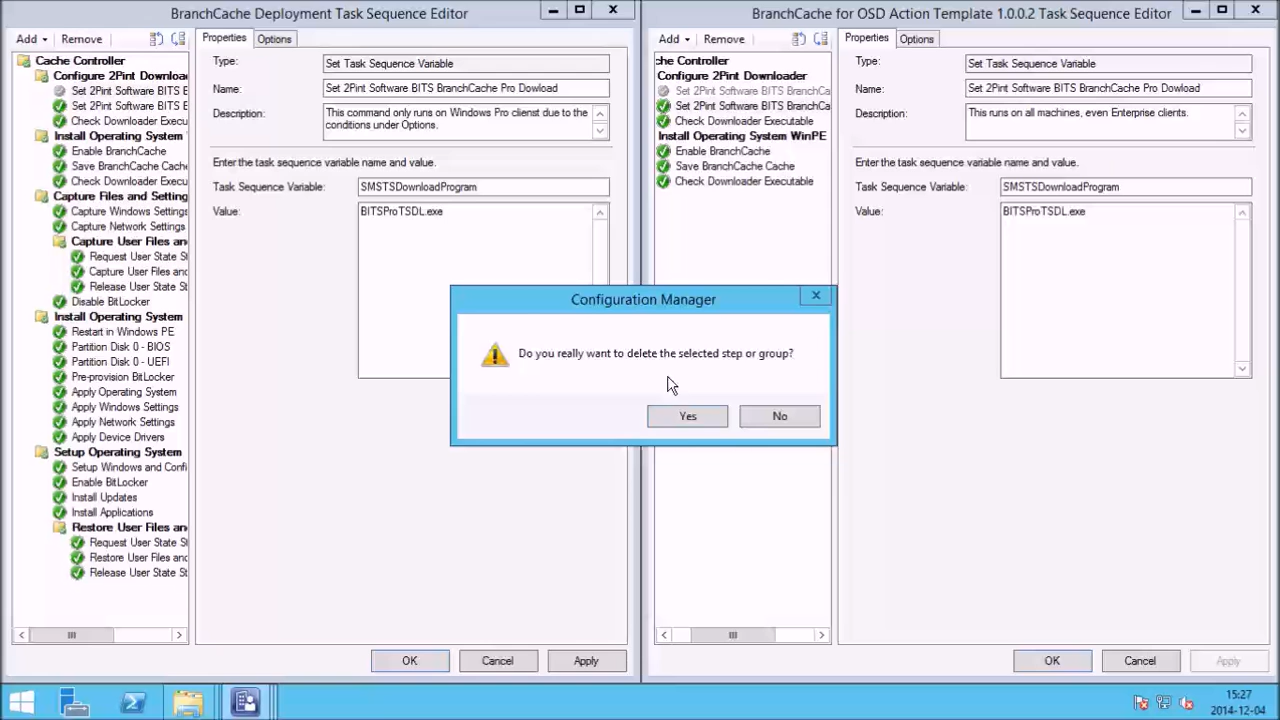 BranchCache Deployment Task Sequence Editor
Add
Remove
Cache Controller
Configure 2Pint Downloa
Set 2Pint Software BITS E
Set 2Pint Software BITS E
Check Downloader Execu
Install Operating System
Enable BranchCache
Save BranchCache Cache
Check Downloader Execu
Capture Files and Setting
Capture Windows Settings
Capture Network Settings
Capture User Files an
Request User State S
Capture User Files anc
Release User State S
Disable BitLocker
Install Operating System
Restart in Windows PE
Partition Disk 0 - BIOS
Partition Disk 0 - UEFI
Pre-provision BitLocker
Apply Operating System
Apply Windows Settings
Apply Network Settings
Apply Device Drivers
Setup Operating System
Setup Windows and Confi
Enable BitLocker
Install Updates
Install Applications
Restore User Files an
Request User State S
Restore User Files anc
Release User State S
Properties
Options
Type:
Set Task Sequence Variable
Name:
Set 2Pint Software BITS BranchCache Pro Dowload
Description:
This command only runs on Windows Pro clienst due to the
conditions under Options.
Enter the task sequence variable name and value.
Task Sequence Variable:
SMSTSDownloadProgram
Value:
BITSProTSDL.exe
OK
Cancel
Apply
Configuration Manager
Do you really want to delete the selected step or group?
Yes
No
BranchCache for OSD Action Template 1.0.0.2 Task Sequence Editor
Add
Remove
che Controller
Configure 2Pint Downloader
Set 2Pint Software BITS BranchCa
Set 2Pint Software BITS BranchCa
Check Downloader Executable
Install Operating System WinPE
Enable BranchCache
Save BranchCache Cache
Check Downloader Executable
Properties
Options
Type:
Set Task Sequence Variable
Name:
Set 2Pint Software BITS BranchCache Pro Dowload
Description:
This runs on all machines, even Enterprise clients.
Enter the task sequence variable name and value.
Task Sequence Variable:
SMSTSDownloadProgram
Value:
BITSProTSDL.exe
OK
Cancel
Apply
15:27
2014-12-04